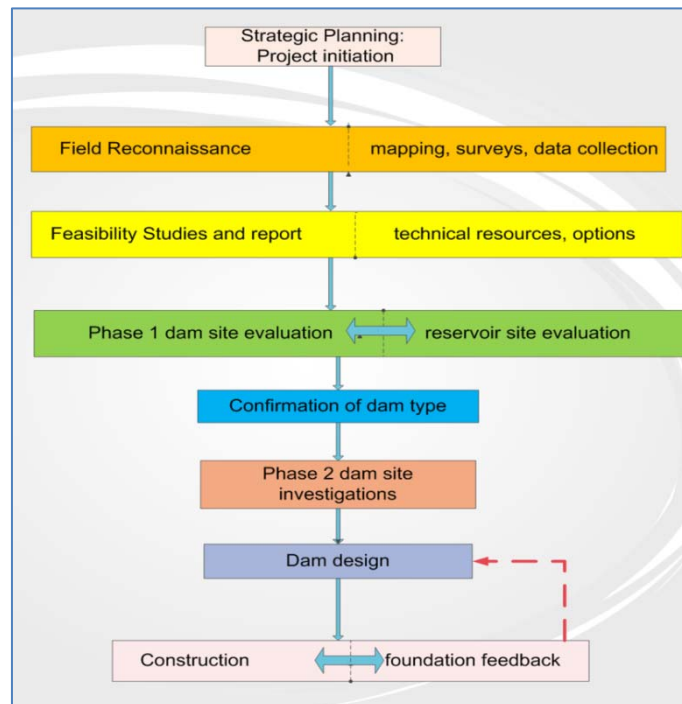 Strategic Planning:
Project initiation
Field Reconnaissance mapping, surveys, data collection
Feasibility Studies and report technical resources, options
Phase 1 dam site evaluation reservoir site evaluation
Confirmation of dam type
Phase 2 dam site
investigations
Dam design
Construction foundation feedback